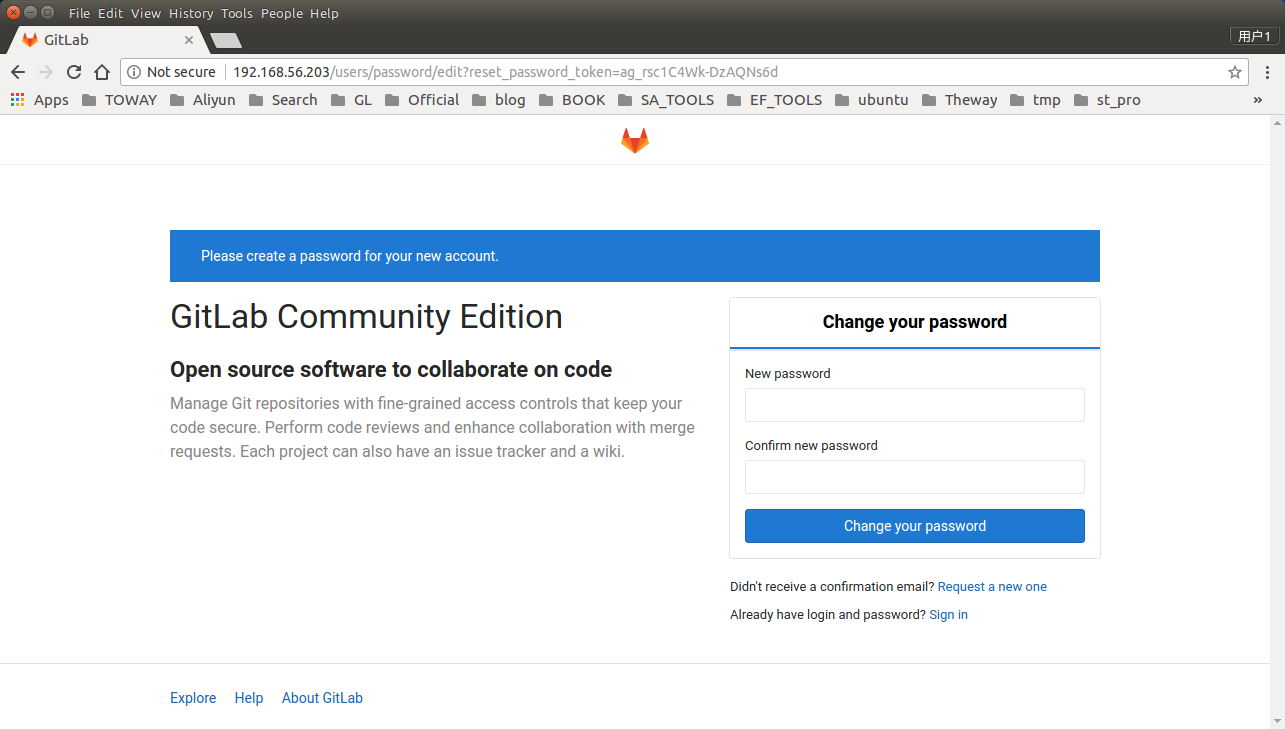 File Edit View History Tools People Help
GitLab
用户1
Not secure 192.168.56.203/users/password/edit?reset_password_token=ag_rsc1C4Wk-DzAQNs6d
Apps TOWAY Aliyun Search GL Official blog BOOK SA_TOOLS EF_TOOLS ubuntu Theway tmp st_pro »
Please create a password for your new account.
GitLab Community Edition
Open source software to collaborate on code
Manage Git repositories with fine-grained access controls that keep your
code secure. Perform code reviews and enhance collaboration with merge
requests. Each project can also have an issue tracker and a wiki.
Change your password
New password
Confirm new password
Change your password
Didn't receive a confirmation email? Request a new one
Already have login and password? Sign in
Explore Help About GitLab